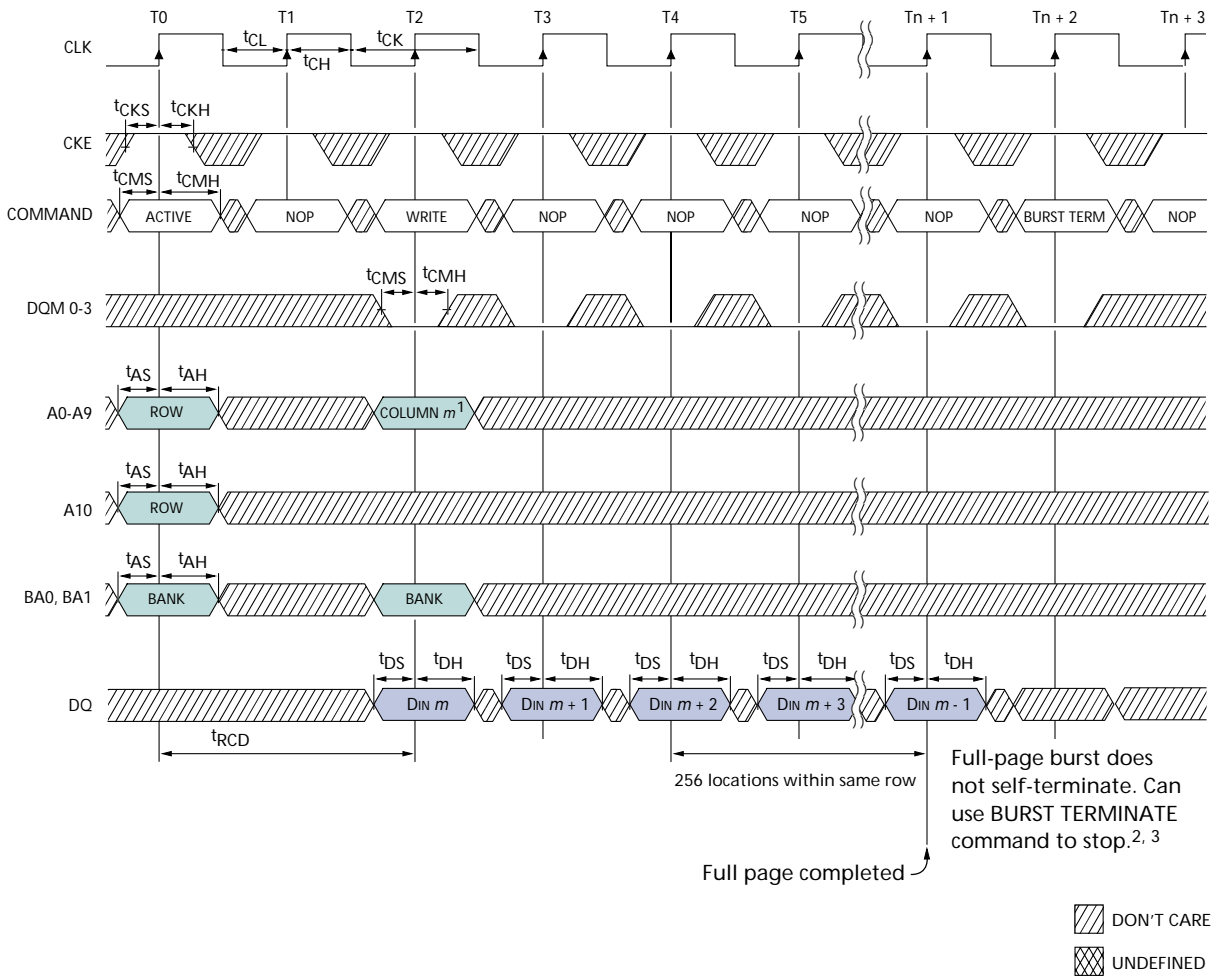 T0 T1 T2 T3 T4 T5 Tn + 1 Tn + 2 Tn + 3
CLK
tCL tCK
tCH
tCKS tCKH
CKE
tCMS tCMH
COMMAND ACTIVE NOP WRITE NOP NOP NOP NOP BURST TERM NOP
tCMS tCMH
DQM 0-3
tAS tAH
A0-A9 ROW COLUMN m1
tAS tAH
A10 ROW
tAS tAH
BA0, BA1 BANK BANK
tDS tDH tDS tDH tDS tDH tDS tDH tDS tDH
DQ DIN m DIN m + 1 DIN m + 2 DIN m + 3 DIN m - 1
tRCD
256 locations within same row
Full-page burst does
not self-terminate. Can
use BURST TERMINATE
command to stop.2, 3
Full page completed
DON'T CARE
UNDEFINED